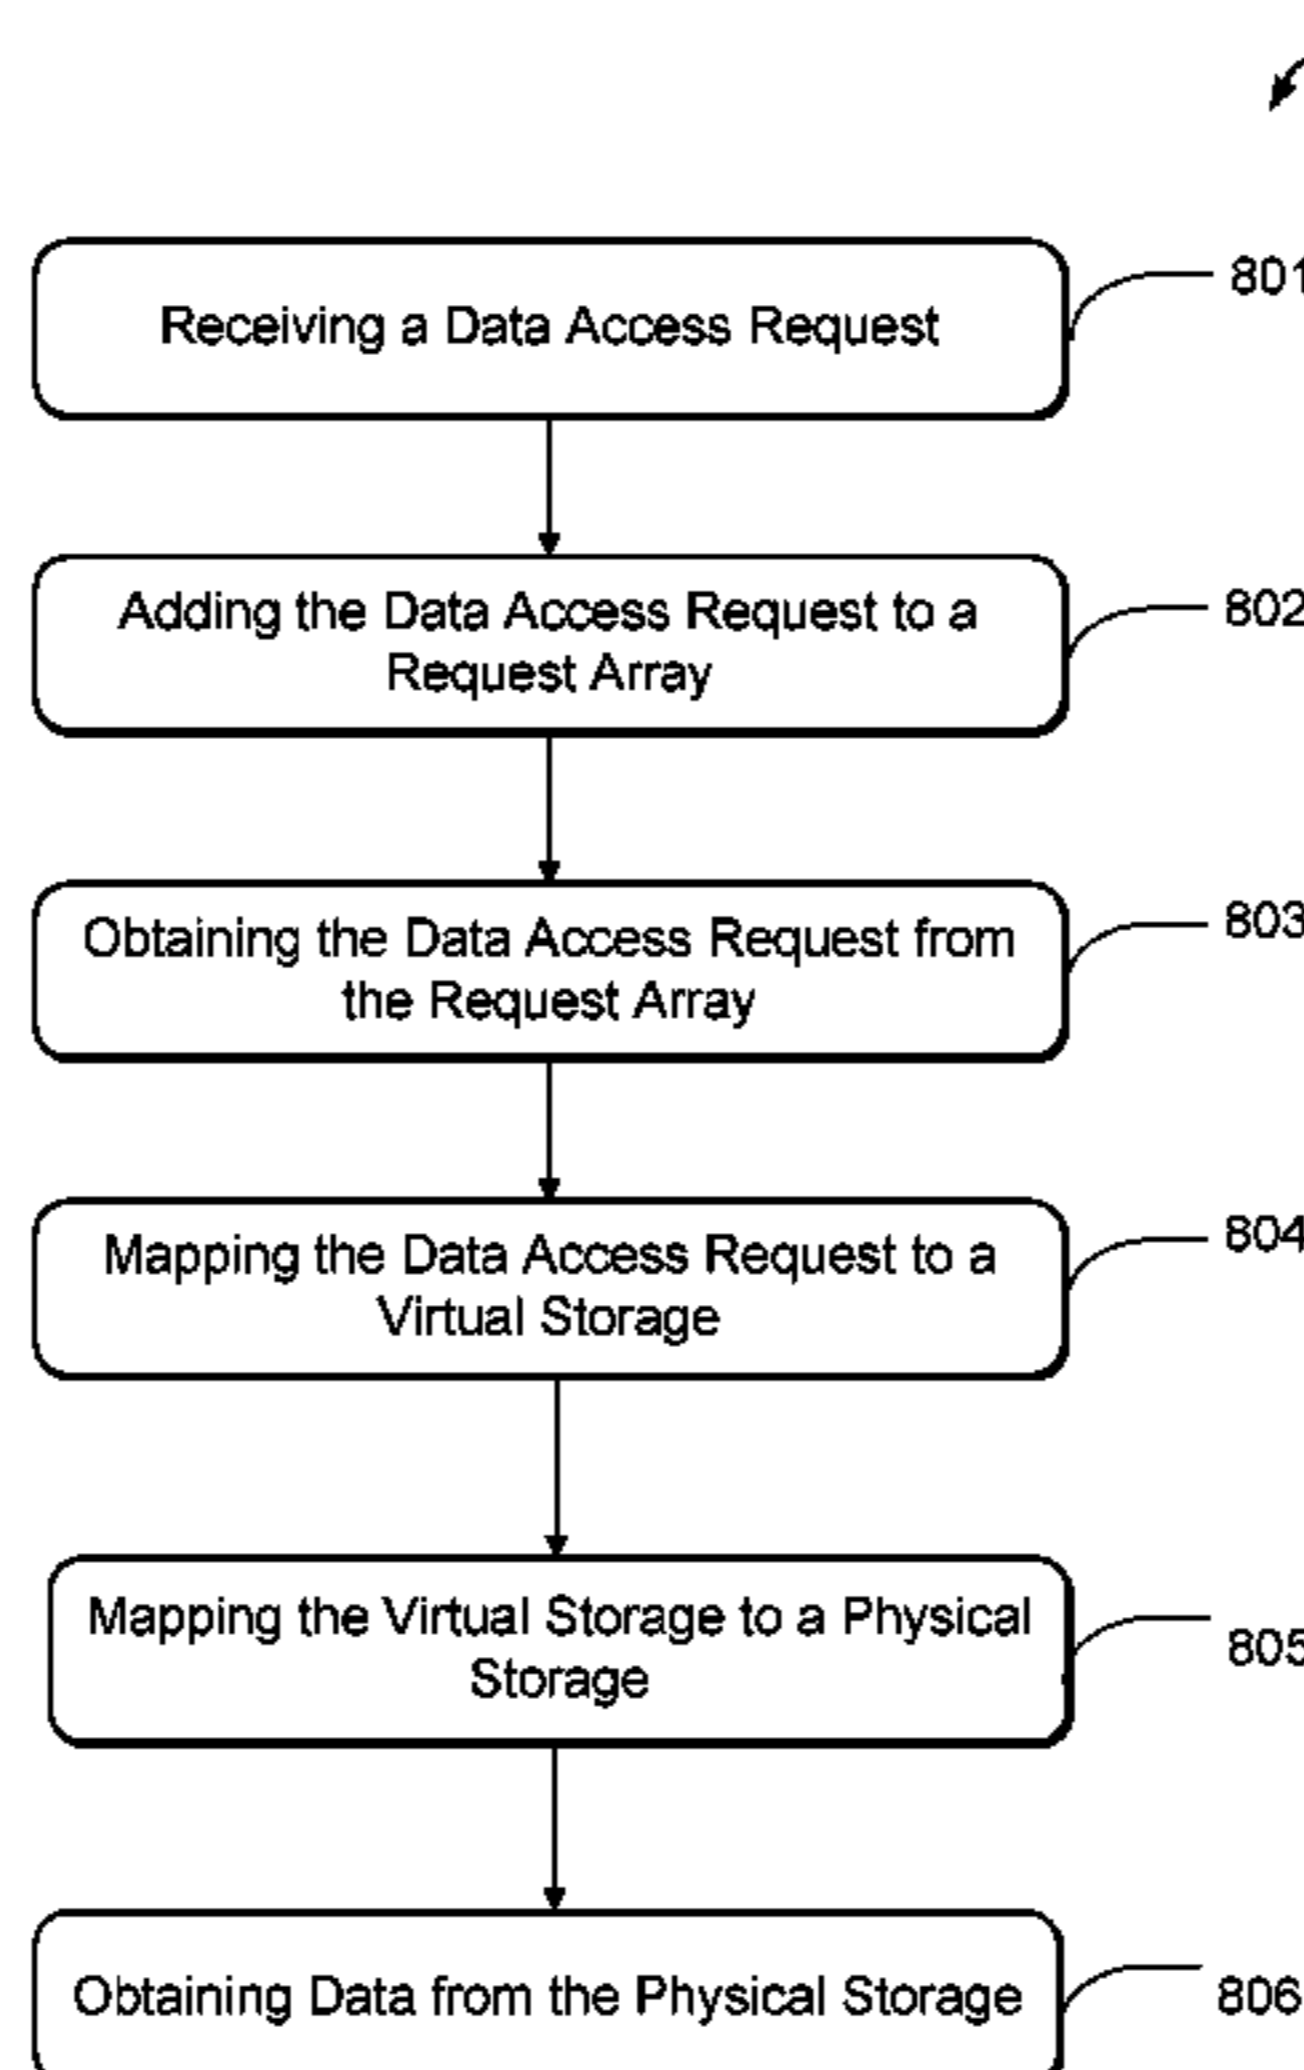 Receiving a Data Access Request
801
Adding the Data Access Request to a
Request Array
802
Obtaining the Data Access Request from
the Request Array
803
Mapping the Data Access Request to a
Virtual Storage
804
Mapping the Virtual Storage to a Physical
Storage
805
Obtaining Data from the Physical Storage
806